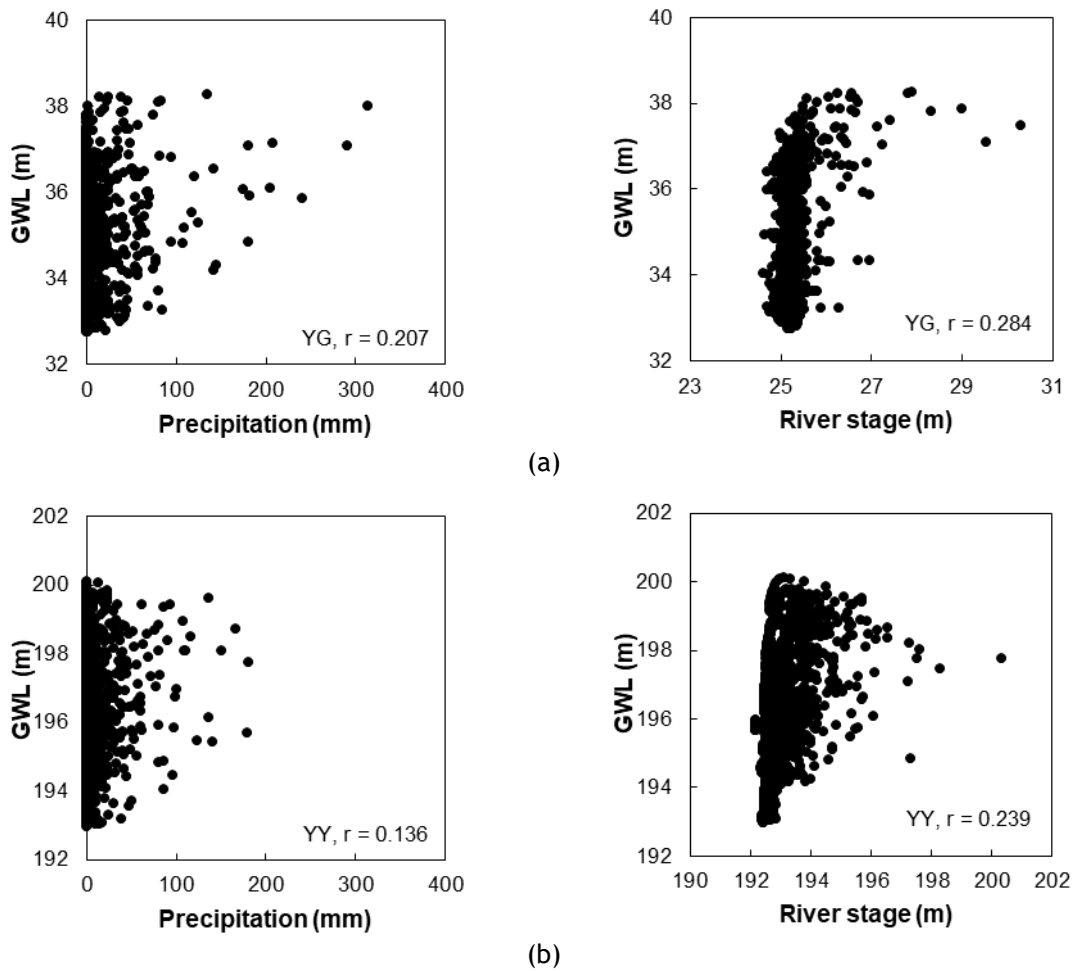 40
38
36
34
32
GWL (m)
YG, r = 0.207
0 100 200 300 400
Precipitation (mm)
40
38
36
34
32
GWL (m)
YG, r = 0.284
23 25 27 29 31
River stage (m)
(a)
202
200
198
196
194
192
GWL (m)
YY, r = 0.136
0 100 200 300 400
Precipitation (mm)
202
200
198
196
194
192
GWL (m)
YY, r = 0.239
190 192 194 196 198 200 202
River stage (m)
(b)